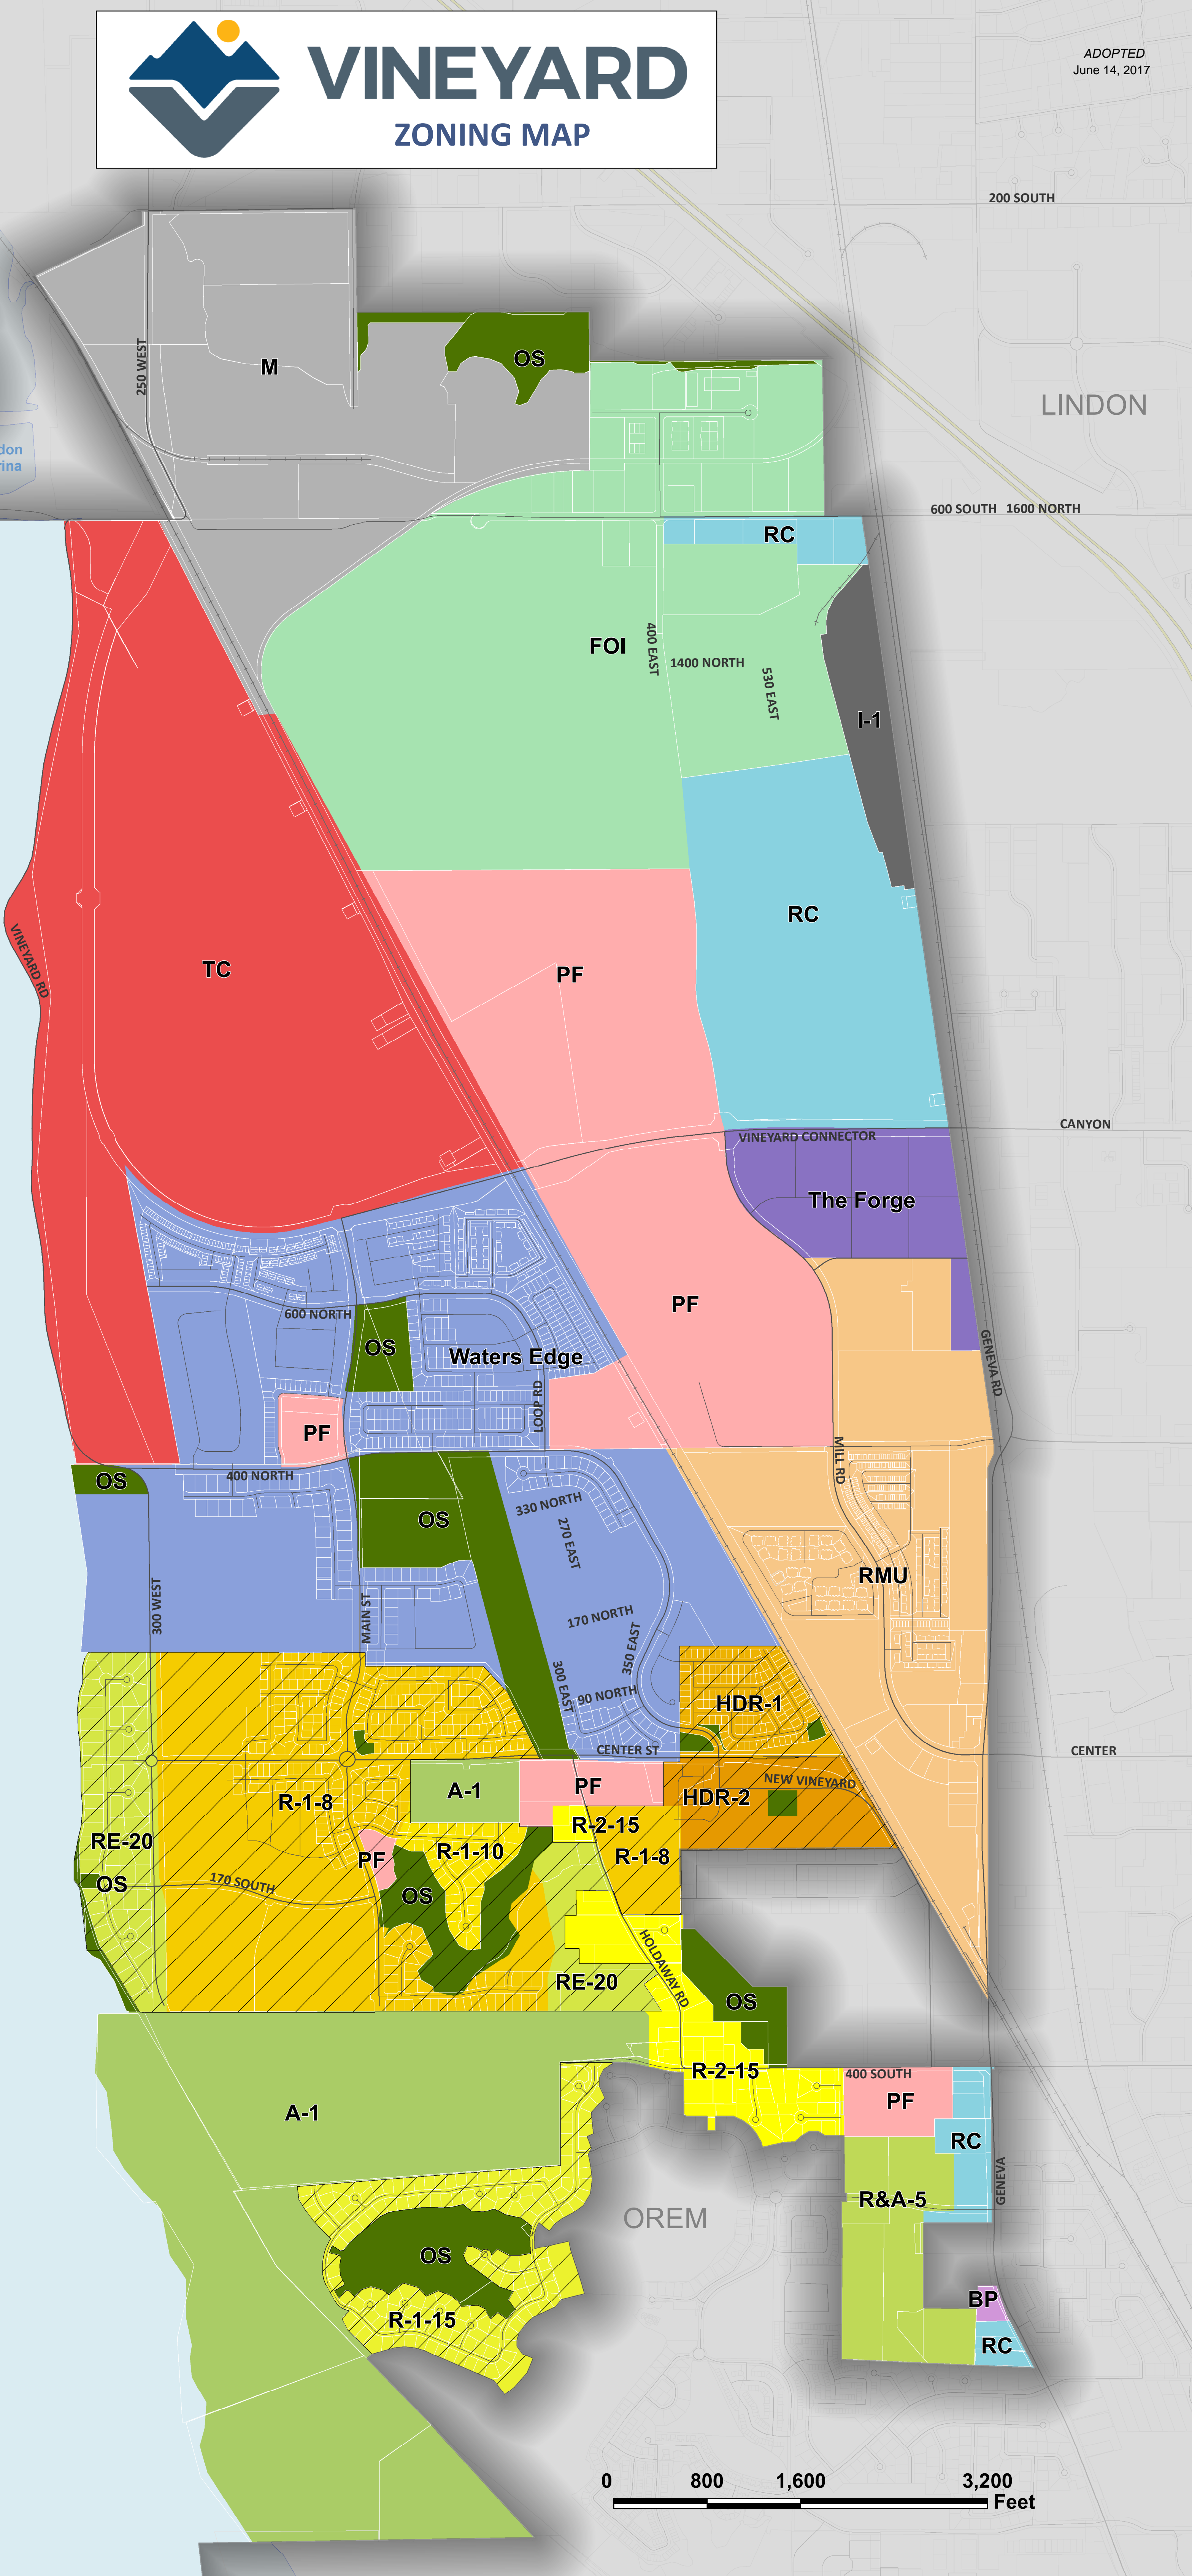 VINEYARD
ZONING MAP
ADOPTED
June 14, 2017
200 SOUTH
250 WEST
M
OS
LINDON
don
rina
600 SOUTH 1600 NORTH
RC
FOI
400 EAST
1400 NORTH
530 EAST
I-1
RC
TC
PF
VINEYARD RD
CANYON
VINEYARD CONNECTOR
The Forge
PF
600 NORTH
OS
Waters Edge
GENEVA RD
LOOP RD
PF
MILL RD
400 NORTH
OS
330 NORTH
OS
270 EAST
RMU
300 WEST
MAIN ST
170 NORTH
350 EAST
300 EAST
90 NORTH
HDR-1
CENTER ST
CENTER
NEW VINEYARD
A-1
PF
HDR-2
R-1-8
R-2-15
RE-20
R-1-10
R-1-8
PF
170 SOUTH
OS
OS
HOLDAWAY RD
RE-20
OS
R-2-15
400 SOUTH
PF
A-1
RC
GENEVA
R&A-5
OREM
OS
BP
R-1-15
RC
0 800 1,600 3,200
Feet